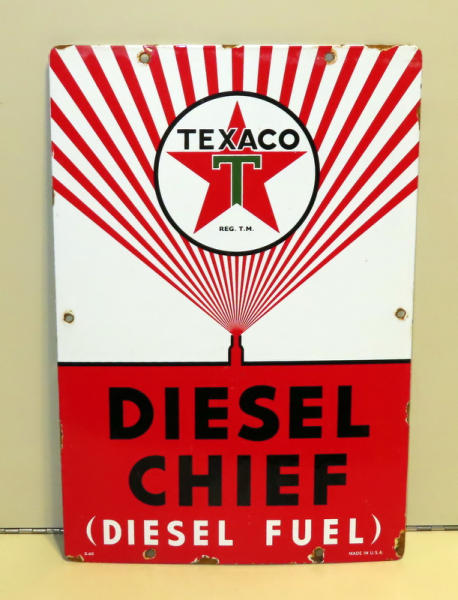 TEXACO
T
REG. T.M.
DIESEL
CHIEF
(DIESEL FUEL)
MADE IN U.S.A.